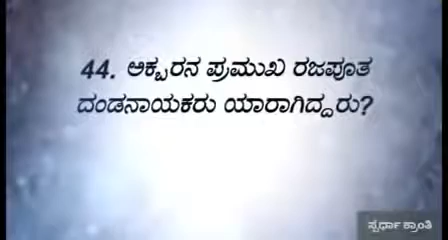 44. ಅಕ್ಬರನ ಪ್ರಮುಖ ರಜಪೂತ
ದಂಡನಾಯಕರು ಯಾರಾಗಿದ್ದರು?
ಸ್ಪರ್ಧಾ ಕ್ರಾಂತಿ